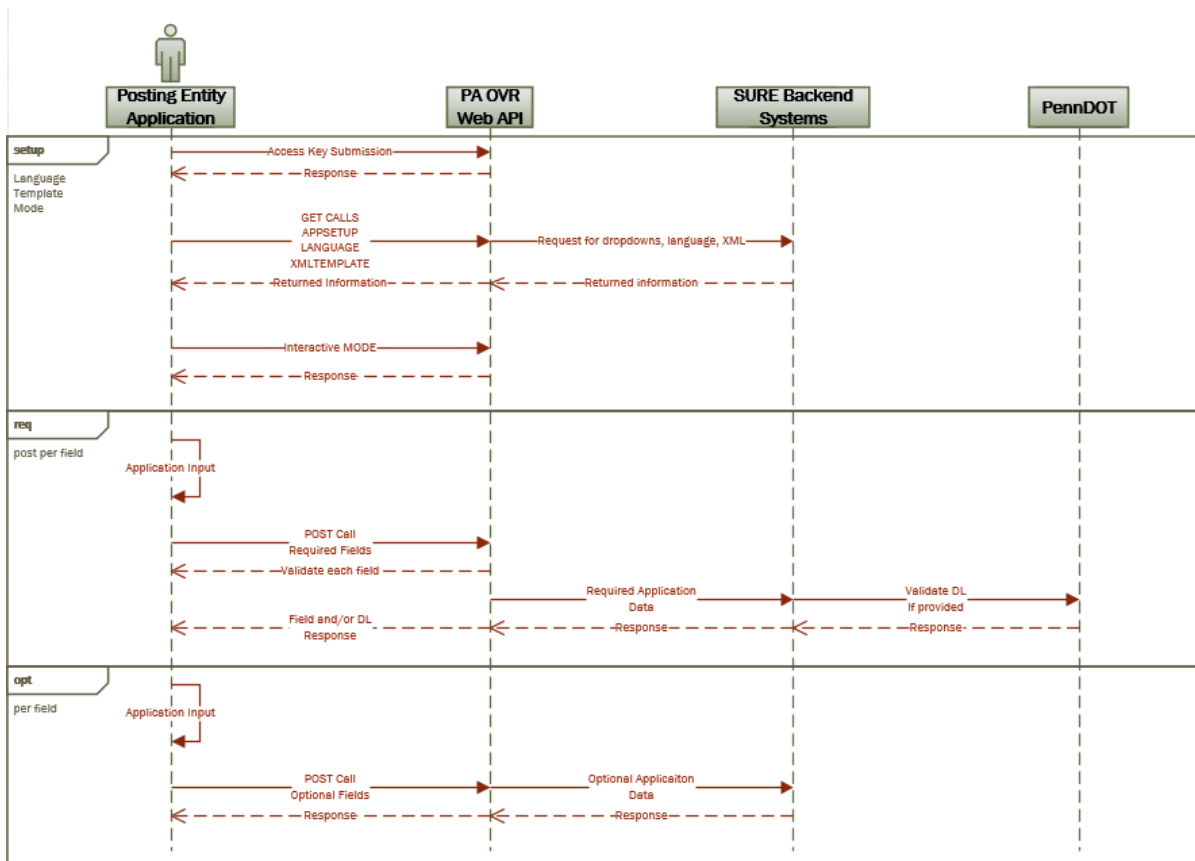 Posting Entity
Application
PA OVR
Web API
SURE Backend
Systems
PennDOT
setup
Language
Template
Mode
Access Key Submission
Response
GET CALLS
APPSETUP
LANGUAGE
XMLTEMPLATE
Request for dropdowns, language, XML
Returned Information
Returned information
Interactive MODE
Response
req
post per field
Application Input
POST Call
Required Fields
Validate each field
Required Application
Data
Validate DL
If provided
Field and/or DL
Response
Response
Response
opt
per field
Application Input
POST Call
Optional Fields
Optional Applicaiton
Data
Response
Response